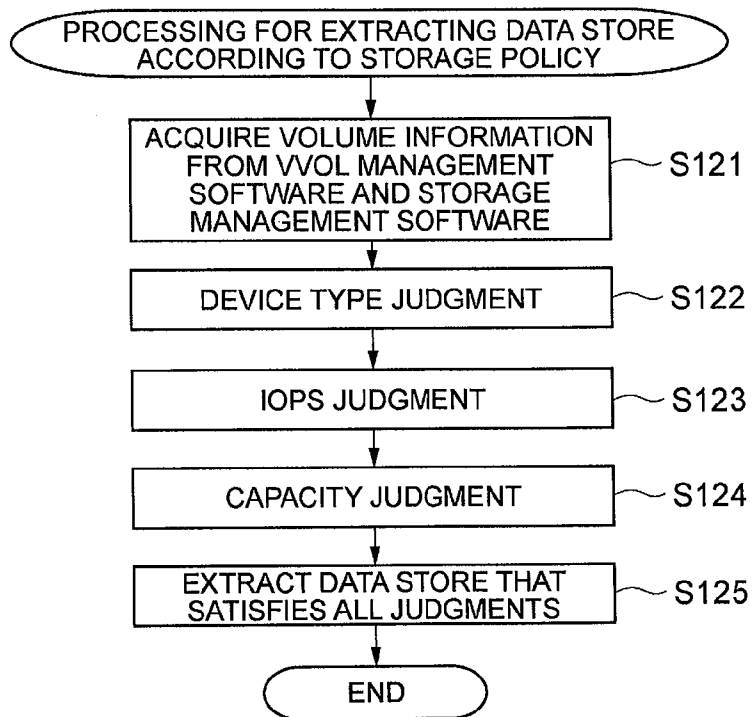 PROCESSING FOR EXTRACTING DATA STORE
ACCORDING TO STORAGE POLICY
ACQUIRE VOLUME INFORMATION
FROM VVOL MANAGEMENT
SOFTWARE AND STORAGE
MANAGEMENT SOFTWARE
S121
DEVICE TYPE JUDGMENT
S122
IOPS JUDGMENT
S123
CAPACITY JUDGMENT
S124
EXTRACT DATA STORE THAT
SATISFIES ALL JUDGMENTS
S125
END